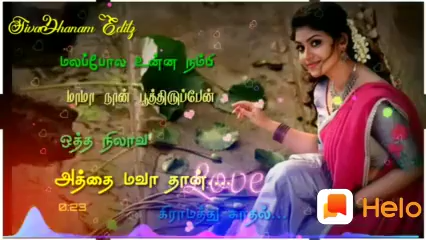 SivaDhanam Editz
மலப்போல உன்ன நம்பி
மாமா நான் பூத்திருப்பேன்
ஒத்த நிலாவ
அத்தை மவா தான்...
Love
0:23
கிராமத்தி காதல்...
Helo